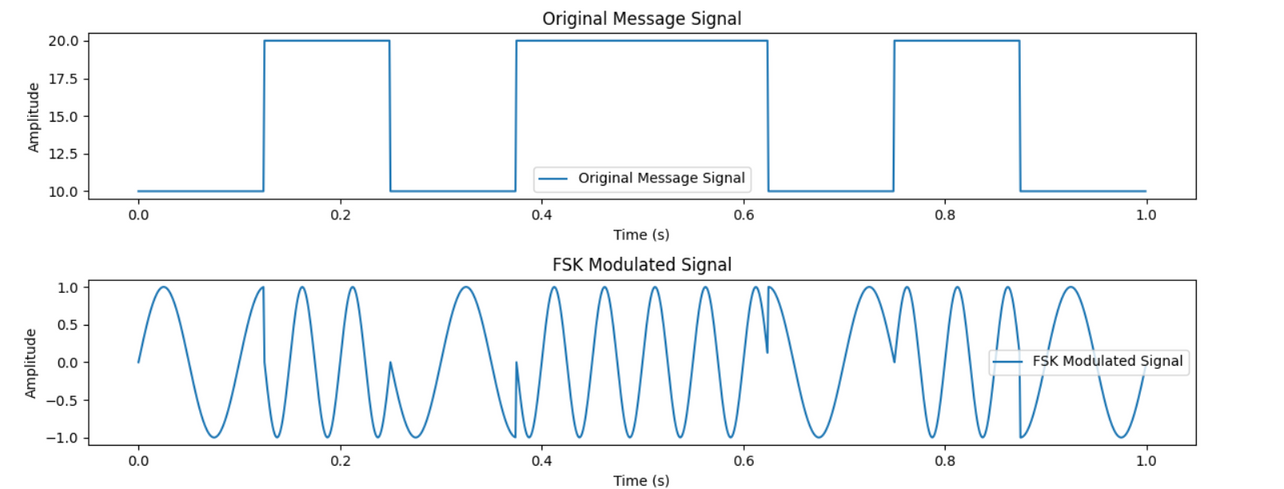 Original Message Signal
20.0
17.5
15.0
12.5
10.0
Amplitude
Original Message Signal
0.0 0.2 0.4 0.6 0.8 1.0
Time (s)
FSK Modulated Signal
1.0
0.5
0.0
−0.5
−1.0
Amplitude
FSK Modulated Signal
0.0 0.2 0.4 0.6 0.8 1.0
Time (s)